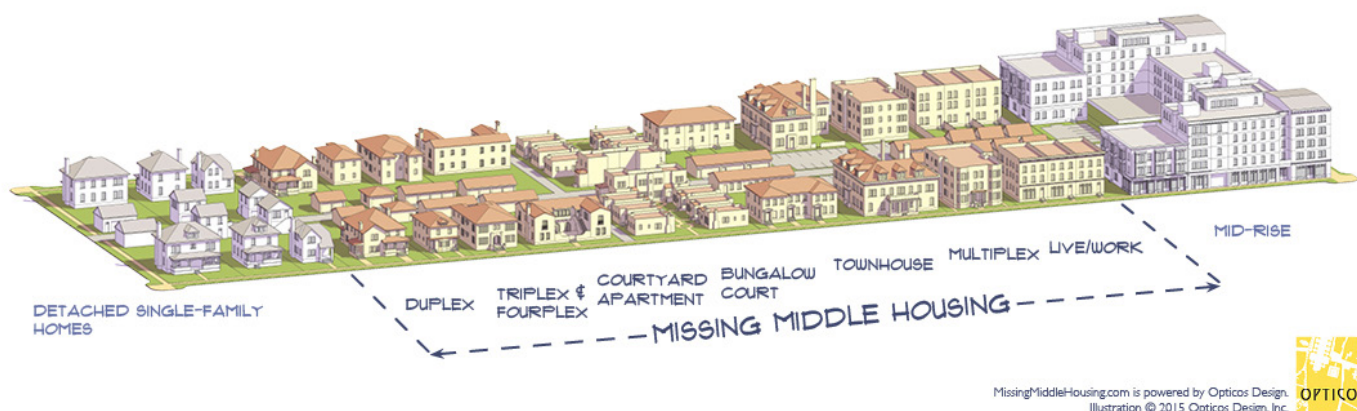 DETACHED SINGLE-FAMILY
HOMES
DUPLEX
TRIPLEX &
FOURPLEX
COURTYARD
APARTMENT
BUNGALOW
COURT
TOWNHOUSE
MULTIPLEX
LIVE/WORK
MID-RISE
MISSING MIDDLE HOUSING
MissingMiddleHousing.com is powered by Opticos Design.
Illustration © 2015 Opticos Design, Inc.
OPTICO